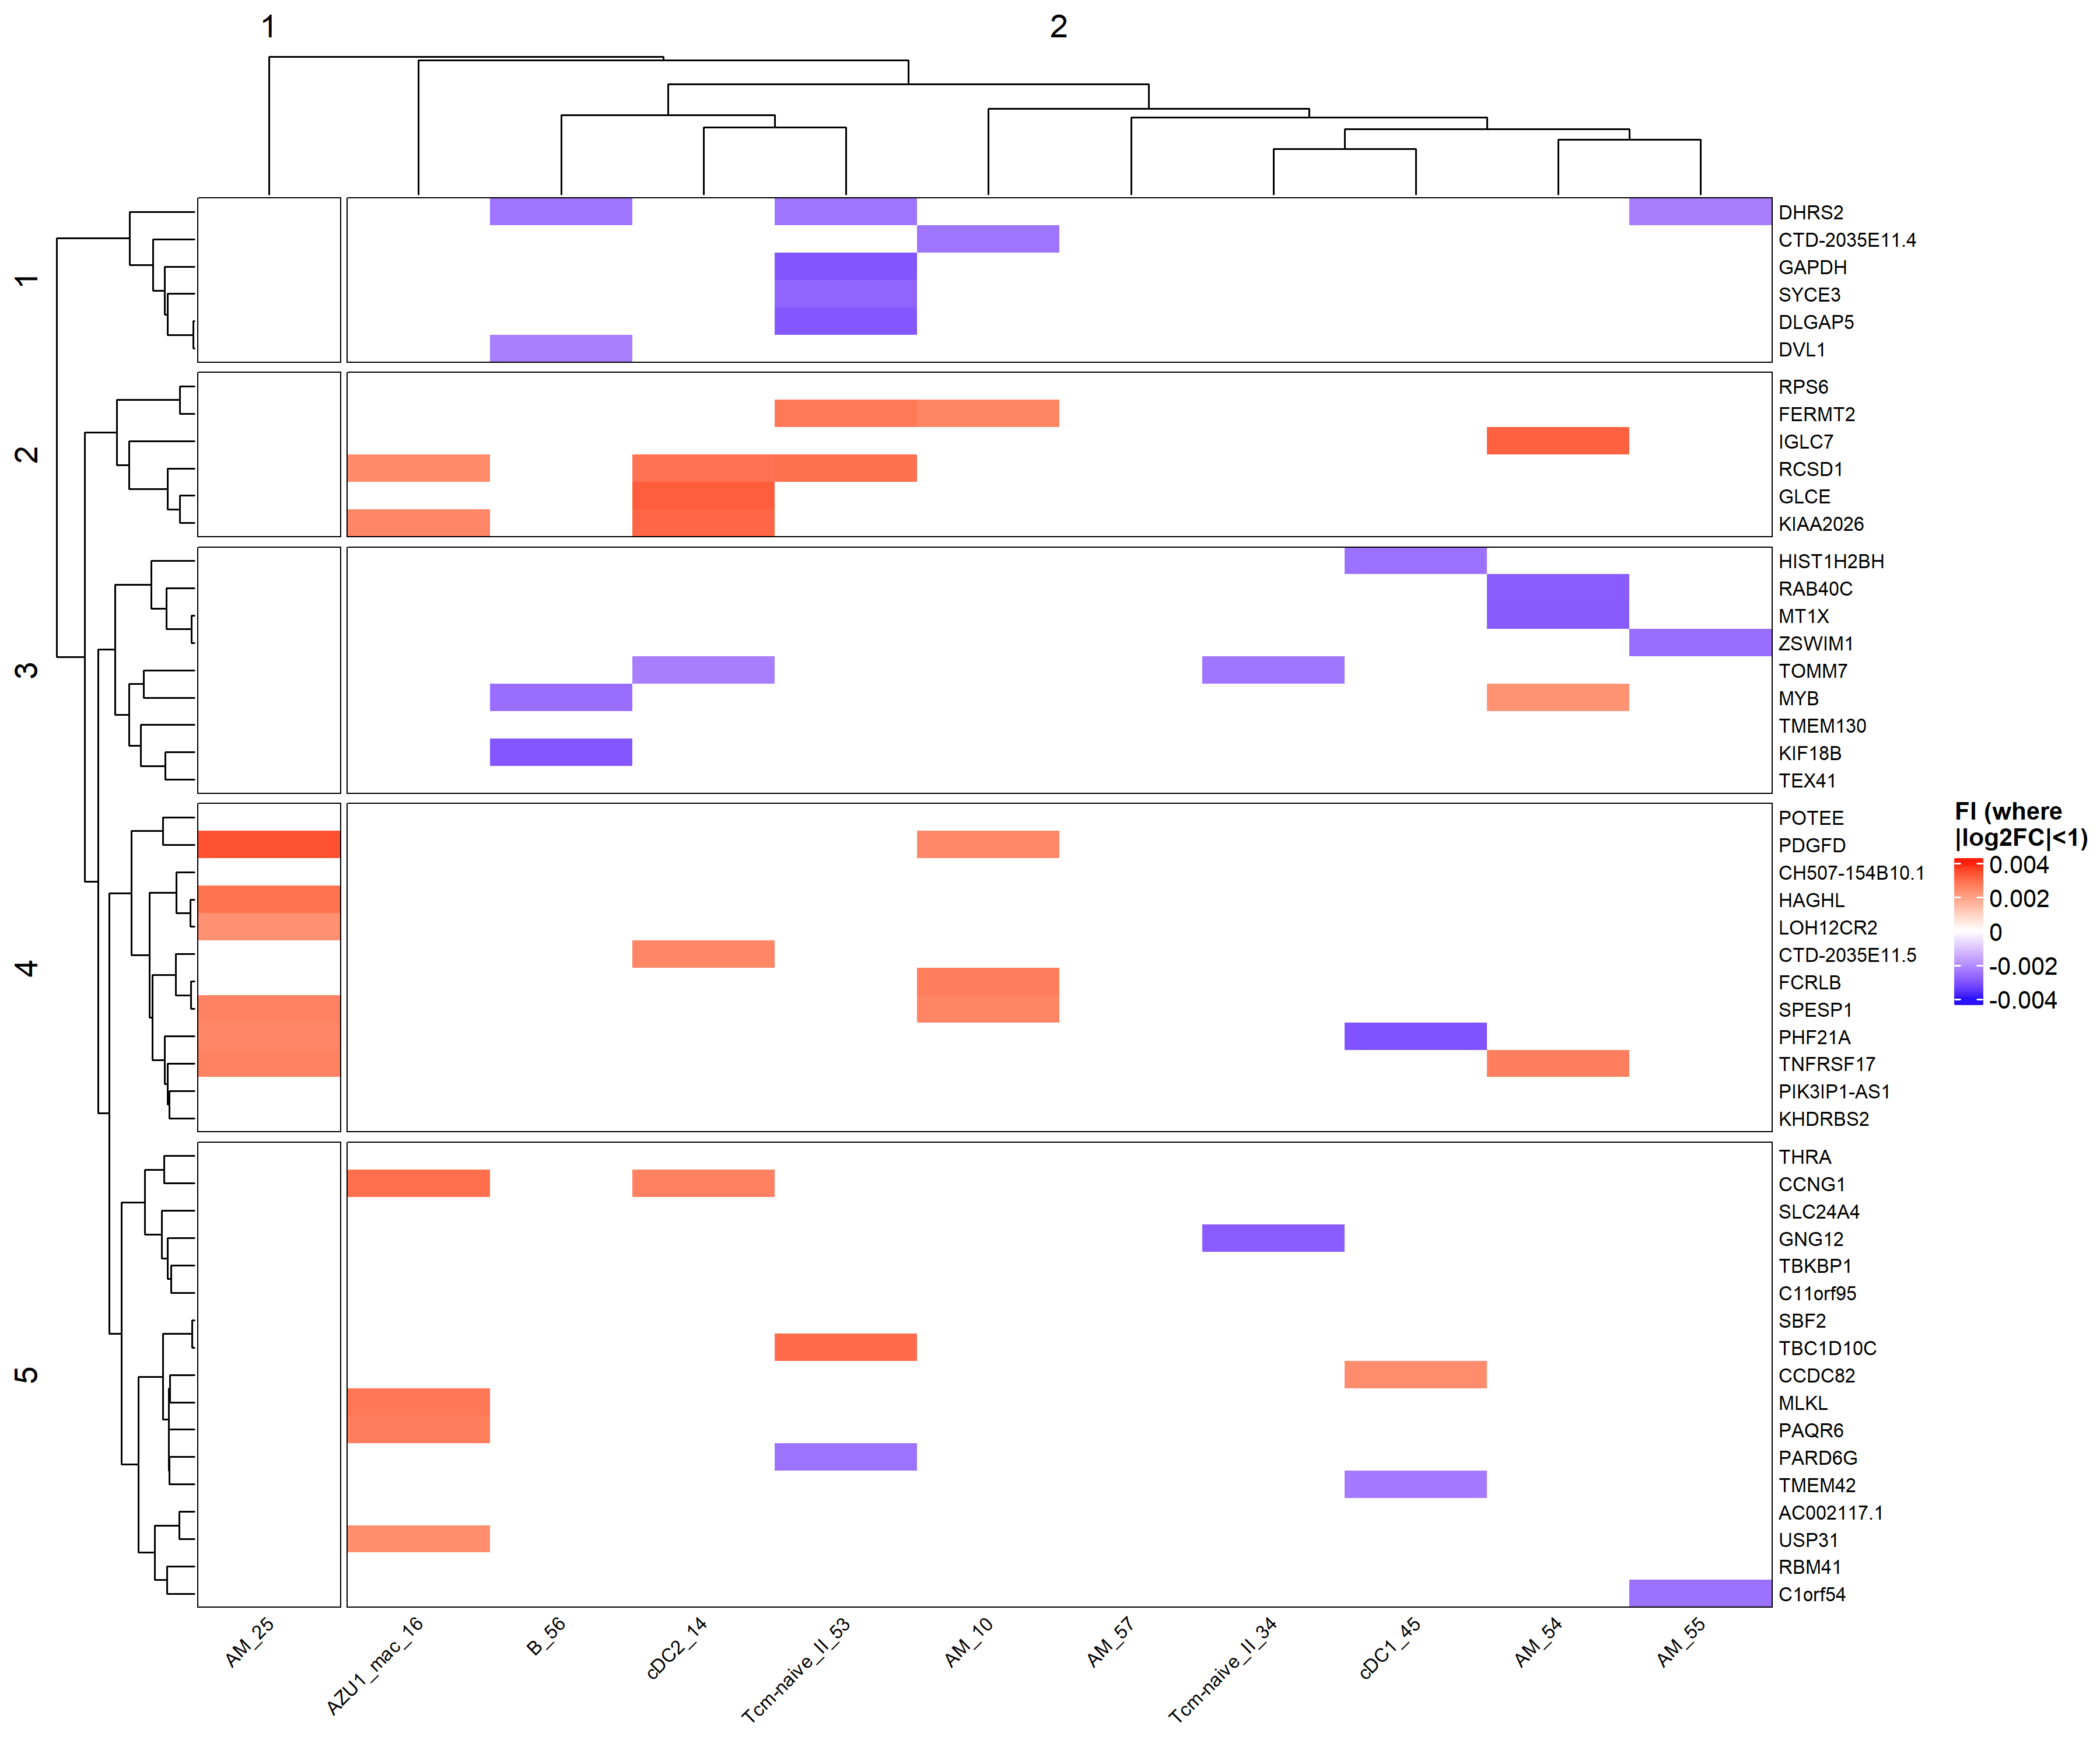 1
2
1
2
3
4
5
DHRS2
CTD-2035E11.4
GAPDH
SYCE3
DLGAP5
DVL1
RPS6
FERMT2
IGLC7
RCSD1
GLCE
KIAA2026
HIST1H2BH
RAB40C
MT1X
ZSWIM1
TOMM7
MYB
TMEM130
KIF18B
TEX41
POTEE
PDGFD
CH507-154B10.1
HAGHL
LOH12CR2
CTD-2035E11.5
FCRLB
SPESP1
PHF21A
TNFRSF17
PIK3IP1-AS1
KHDRBS2
THRA
CCNG1
SLC24A4
GNG12
TBKBP1
C11orf95
SBF2
TBC1D10C
CCDC82
MLKL
PAQR6
PARD6G
TMEM42
AC002117.1
USP31
RBM41
C1orf54
AM_25
AZU1_mac_16
B_56
cDC2_14
Tcm-naive_II_53
AM_10
AM_57
Tcm-naive_II_34
cDC1_45
AM_54
AM_55
FI (where
|log2FC|<1)
0.004
0.002
0
-0.002
-0.004